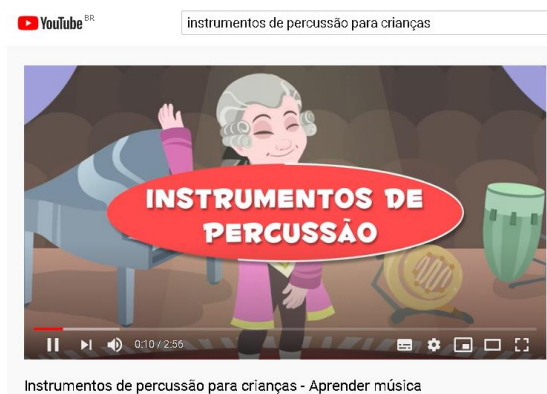 YouTube BR
instrumentos de percussão para crianças
INSTRUMENTOS DE
PERCUSSÃO
0:10 / 2:56
Instrumentos de percussão para crianças - Aprender música